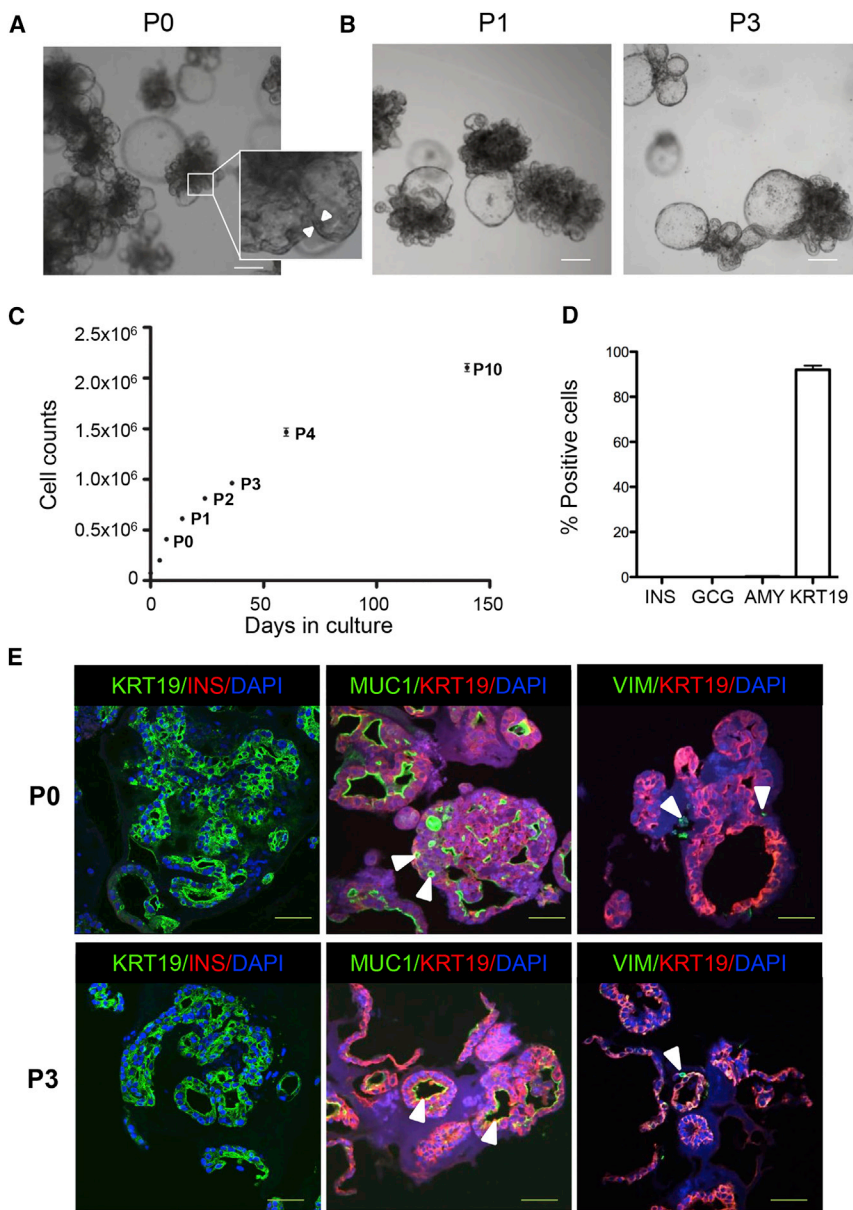 A P0
B P1 P3
C
Cell counts
2.5x10⁶
2.0x10⁶
1.5x10⁶
1.0x10⁶
0.5x10⁶
0
P0
P1
P2
P3
P4
P10
0 50 100 150
Days in culture
D
% Positive cells
100
80
60
40
20
0
INS GCG AMY KRT19
E
KRT19/INS/DAPI MUC1/KRT19/DAPI VIM/KRT19/DAPI
P0
KRT19/INS/DAPI MUC1/KRT19/DAPI VIM/KRT19/DAPI
P3